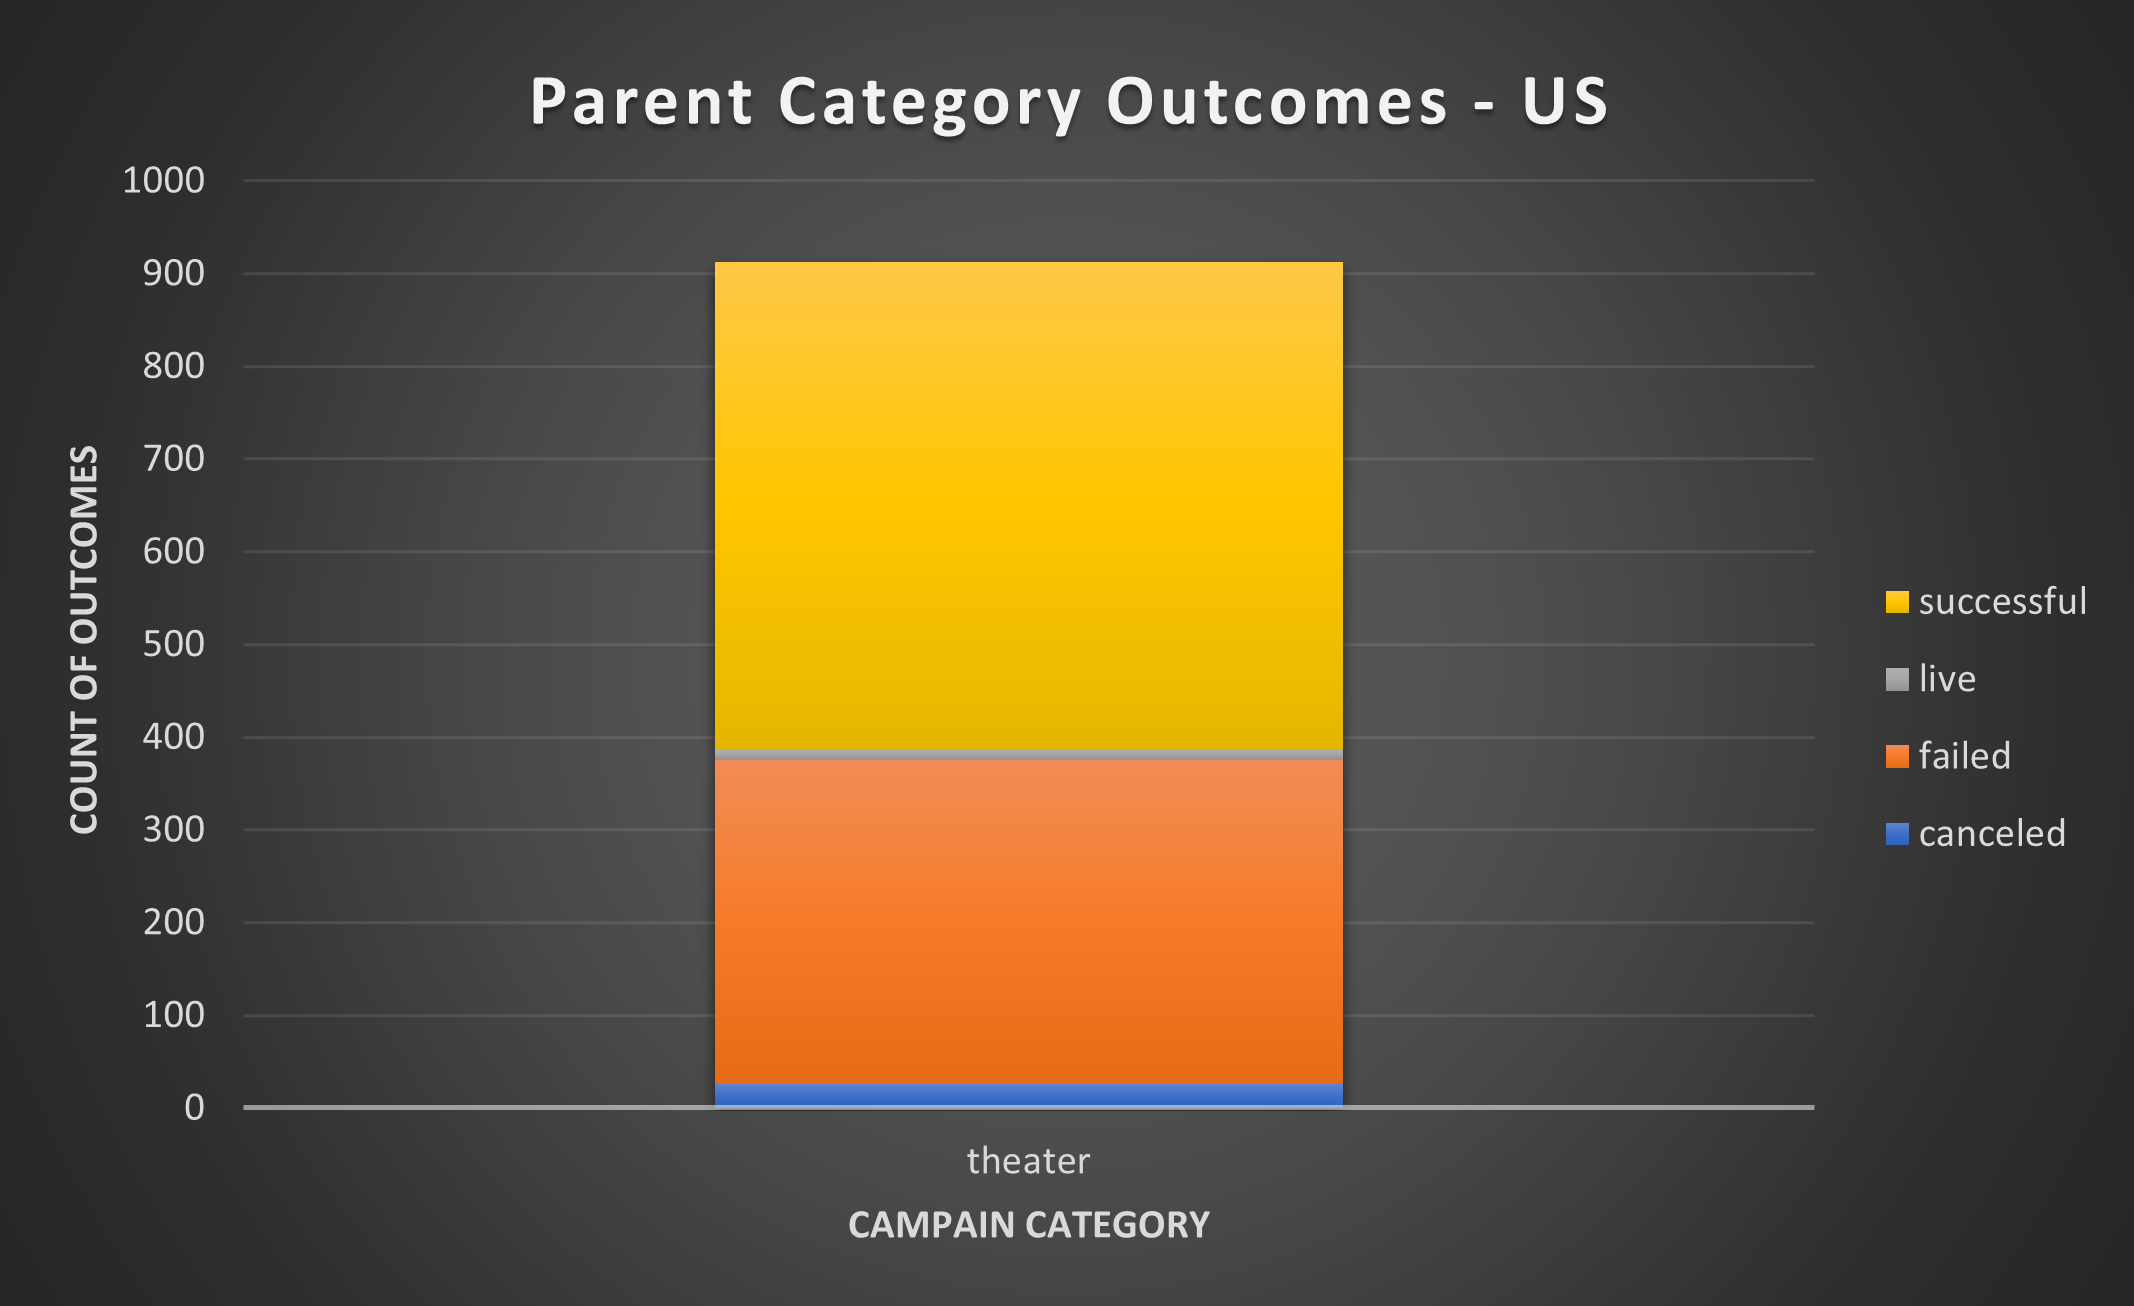 Parent Category Outcomes - US
1000
900
800
700
600
500
400
300
200
100
0
COUNT OF OUTCOMES
theater
CAMPAIN CATEGORY
successful
live
failed
canceled